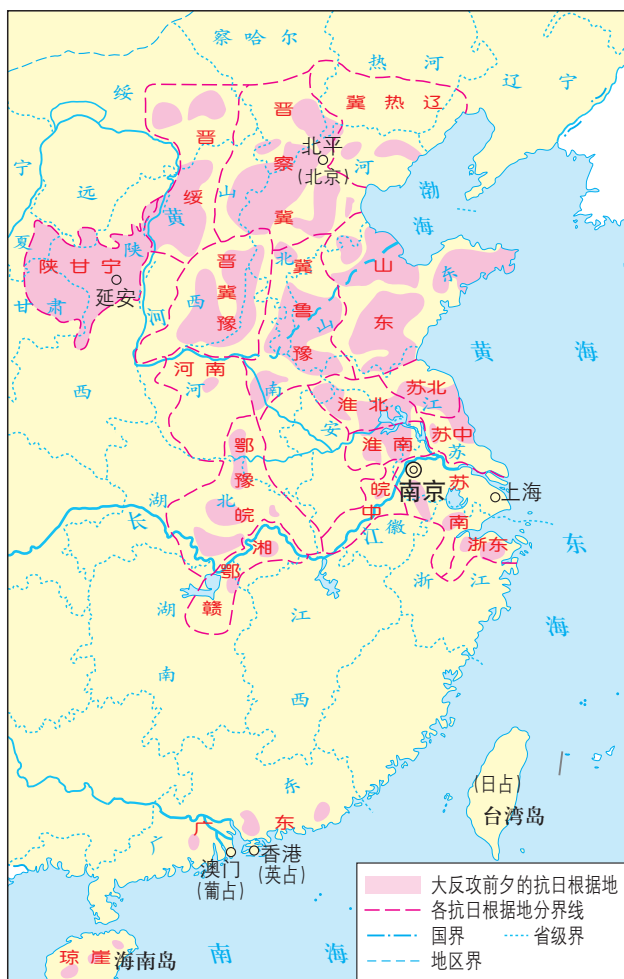 察哈尔
热河
辽宁
绥远
宁夏
冀热辽
晋察冀
晋绥
北平
(北京)
河北
渤海
山西
黄河
陕西
陕甘宁
延安
甘肃
晋冀豫
冀鲁豫
山东
山东
黄海
河南
河南
苏北
淮北
江苏
苏中
安徽
淮南
鄂豫皖
南京
皖中
苏南
上海
湖北
长江
湘鄂赣
浙东
浙江
东海
湖南
江西
广东
广东
(日占)
台湾岛
香港
(英占)
澳门
(葡占)
琼崖
海南岛
南海
大反攻前夕的抗日根据地
各抗日根据地分界线
国界
省级界
地区界